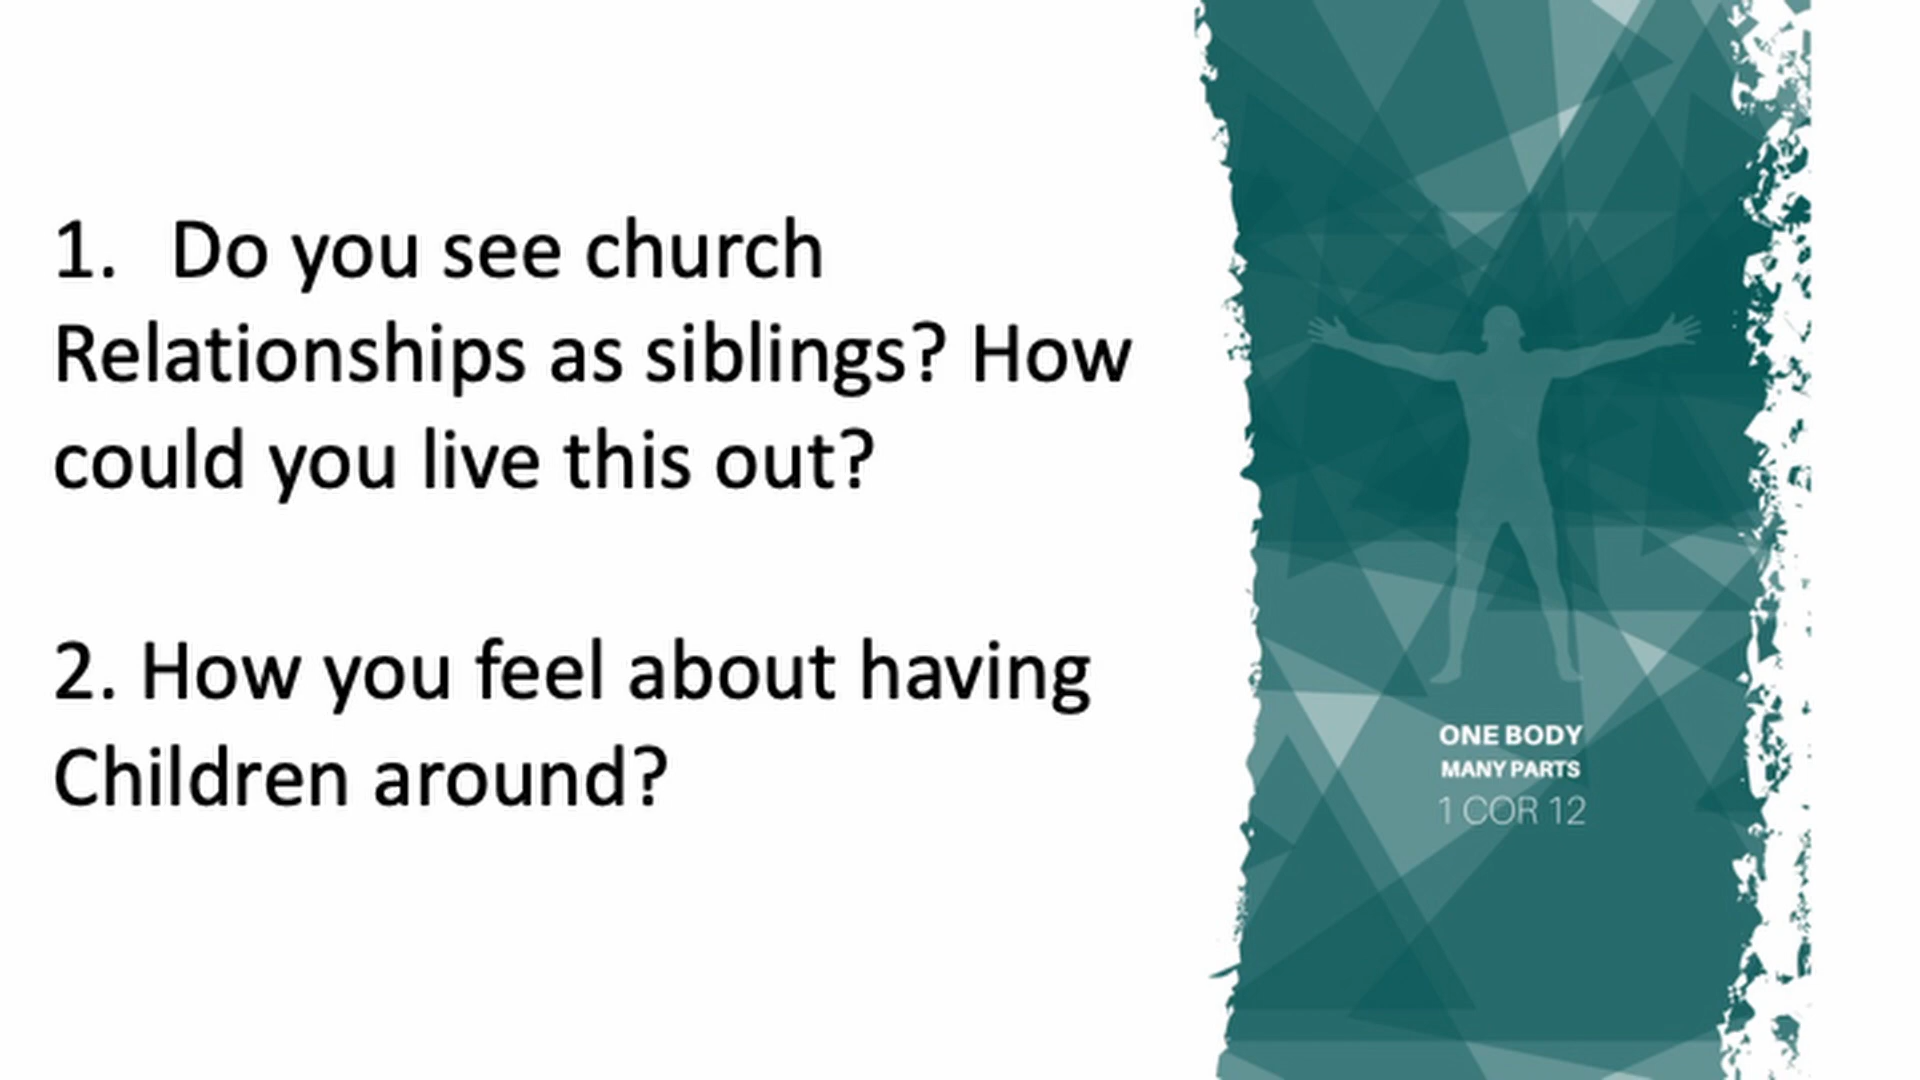 1. Do you see church
Relationships as siblings? How
could you live this out?
2. How you feel about having
Children around?
ONE BODY
MANY PARTS
1 COR 12